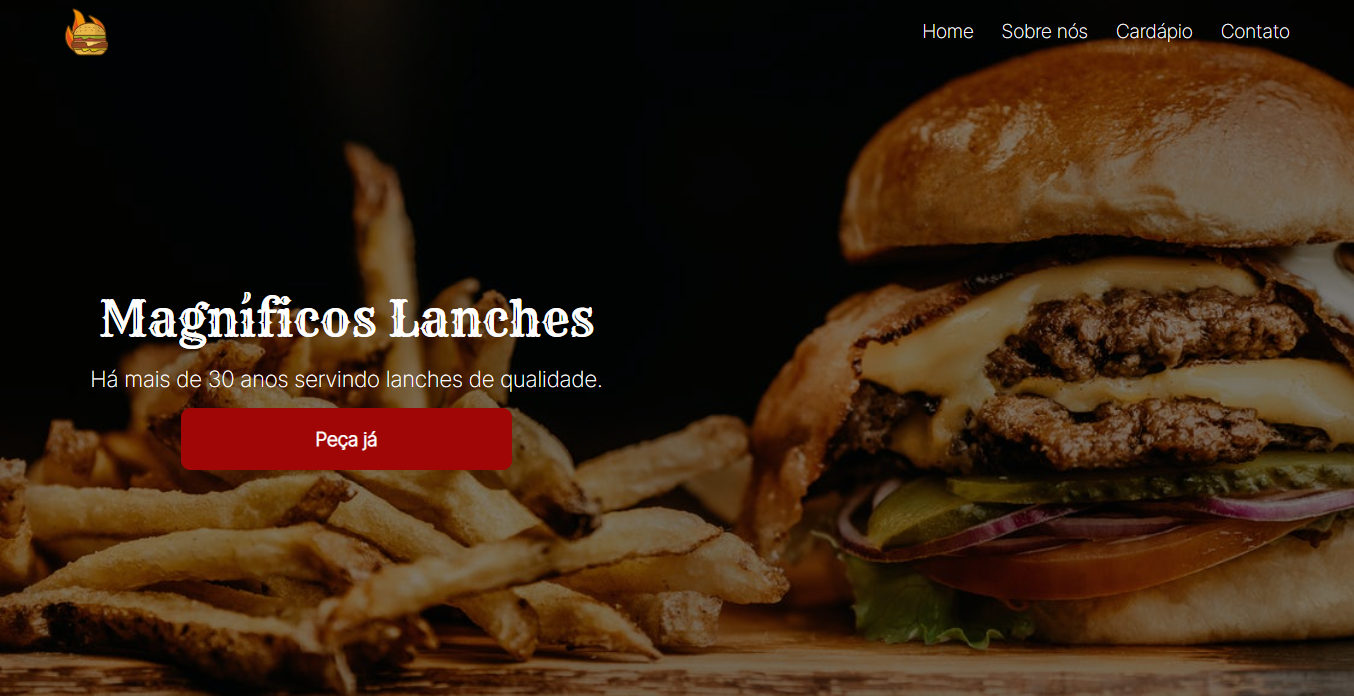 Home Sobre nós Cardápio Contato
Magníficos Lanches
Há mais de 30 anos servindo lanches de qualidade.
Peça já